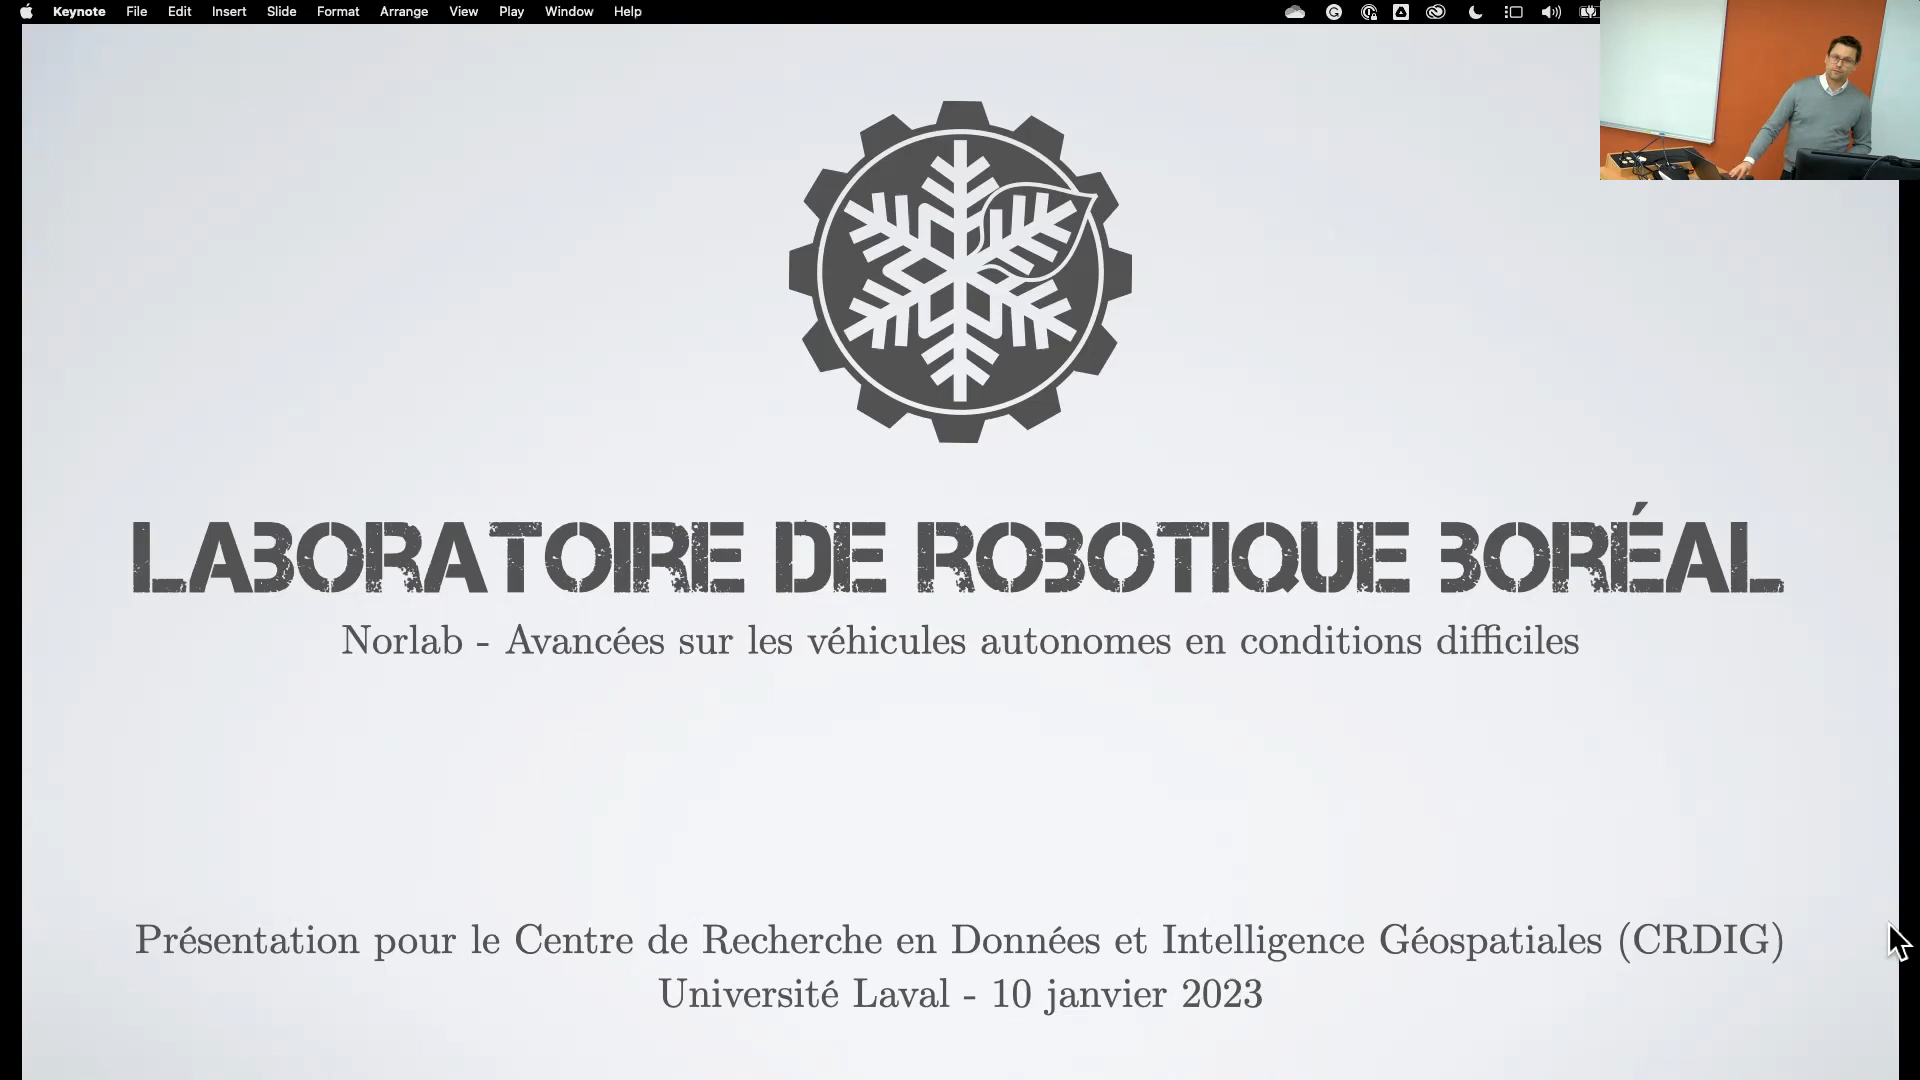 Keynote File Edit Insert Slide Format Arrange View Play Window Help
LABORATOIRE DE ROBOTIQUE BORÉAL
Norlab - Avancées sur les véhicules autonomes en conditions difficiles
Présentation pour le Centre de Recherche en Données et Intelligence Géospatiales (CRDIG)
Université Laval - 10 janvier 2023